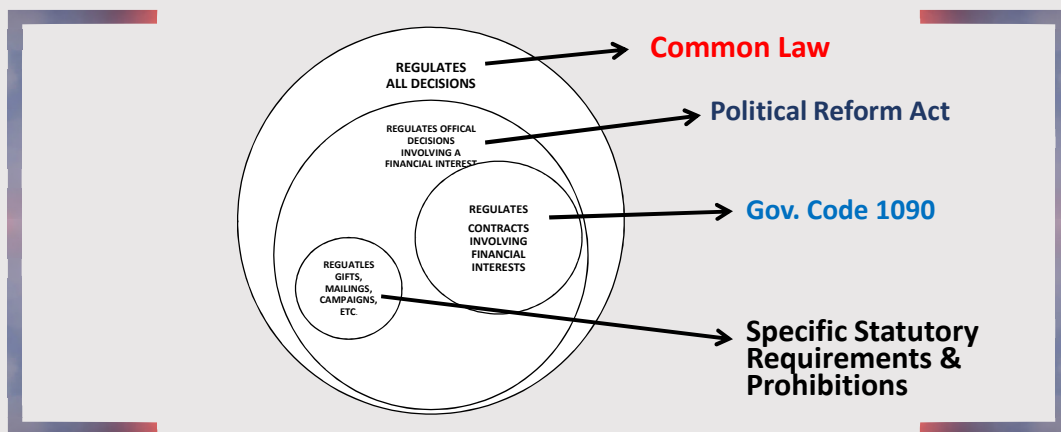 REGULATES
ALL DECISIONS
Common Law
REGULATES OFFICAL
DECISIONS
INVOLVING A
FINANCIAL INTEREST
Political Reform Act
REGULATES
CONTRACTS
INVOLVING
FINANCIAL
INTERESTS
Gov. Code 1090
REGUATLES
GIFTS,
MAILINGS,
CAMPAIGNS,
ETC.
Specific Statutory
Requirements &
Prohibitions